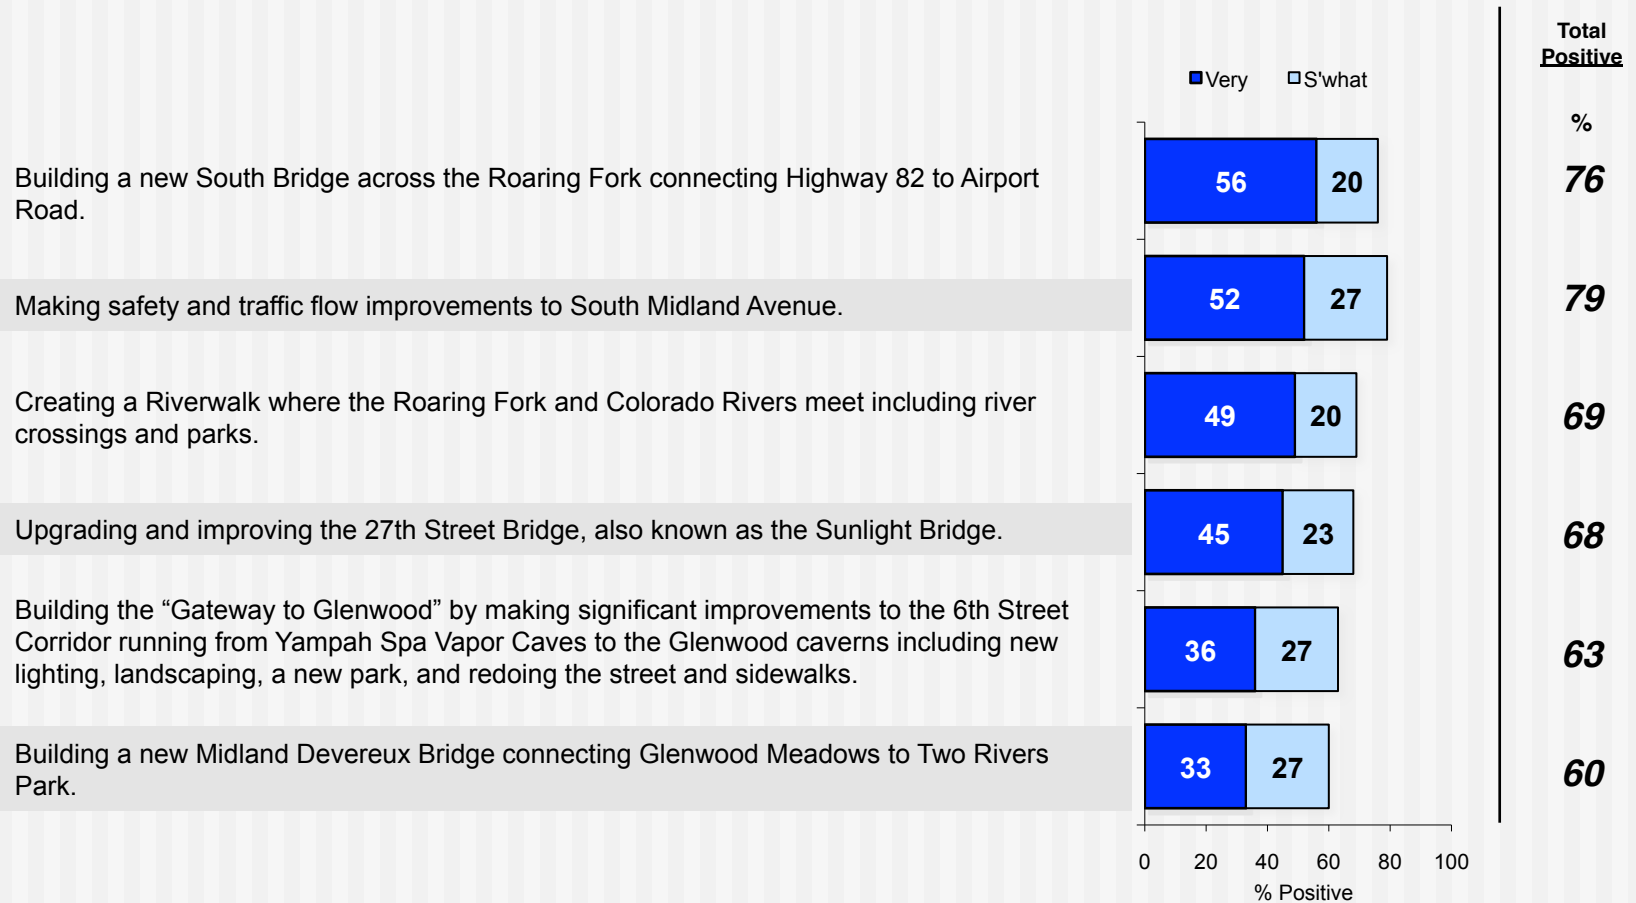 Total
Positive
Very S'what
%
Building a new South Bridge across the Roaring Fork connecting Highway 82 to Airport
Road.
56 20 76
Making safety and traffic flow improvements to South Midland Avenue.
52 27 79
Creating a Riverwalk where the Roaring Fork and Colorado Rivers meet including river
crossings and parks.
49 20 69
Upgrading and improving the 27th Street Bridge, also known as the Sunlight Bridge.
45 23 68
Building the “Gateway to Glenwood” by making significant improvements to the 6th Street
Corridor running from Yampah Spa Vapor Caves to the Glenwood caverns including new
lighting, landscaping, a new park, and redoing the street and sidewalks.
36 27 63
Building a new Midland Devereux Bridge connecting Glenwood Meadows to Two Rivers
Park.
33 27 60
0 20 40 60 80 100
% Positive